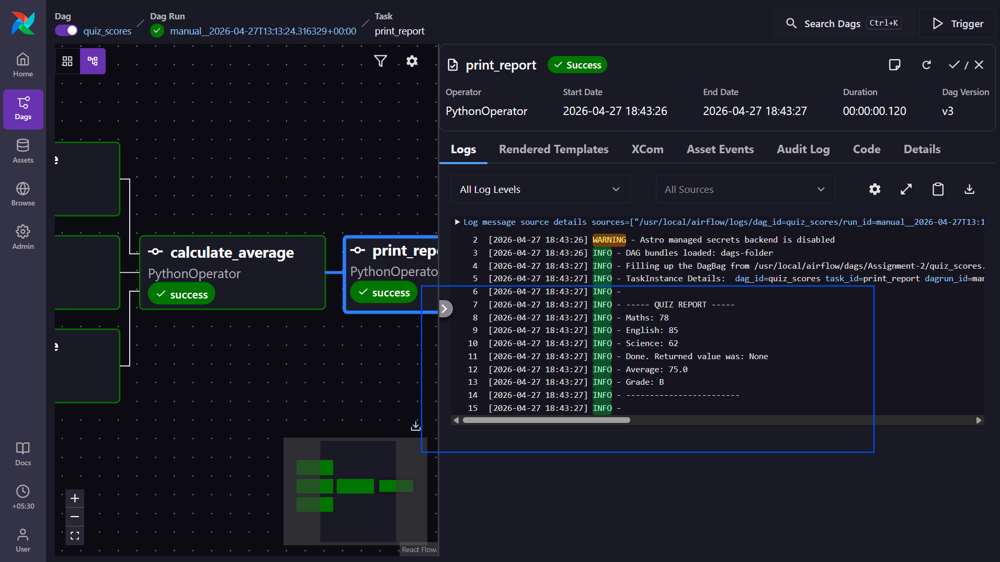 Dag
quiz_scores
Dag Run
manual__2026-04-27T13:13:24.316329+00:00
Task
print_report
Search Dags
Ctrl+K
Trigger
Home
Dags
Assets
Browse
Admin
Docs
+05:30
User
e
e
calculate_average
PythonOperator
success
print_repo
PythonOperato
success
React Flow
print_report
Success
/
Operator
PythonOperator
Start Date
2026-04-27 18:43:26
End Date
2026-04-27 18:43:27
Duration
00:00:00.120
Dag Version
v3
Logs
Rendered Templates
XCom
Asset Events
Audit Log
Code
Details
All Log Levels
All Sources
Log message source details sources=["/usr/local/airflow/logs/dag_id=quiz_scores/run_id=manual__2026-04-27T13:1
2 [2026-04-27 18:43:26] WARNING - Astro managed secrets backend is disabled
3 [2026-04-27 18:43:26] INFO - DAG bundles loaded: dags-folder
4 [2026-04-27 18:43:26] INFO - Filling up the DagBag from /usr/local/airflow/dags/Assignment-2/quiz_scores.
5 [2026-04-27 18:43:26] INFO - TaskInstance Details: dag_id=quiz_scores task_id=print_report dagrun_id=man
6 [2026-04-27 18:43:27] INFO -
7 [2026-04-27 18:43:27] INFO - ----- QUIZ REPORT -----
8 [2026-04-27 18:43:27] INFO - Maths: 78
9 [2026-04-27 18:43:27] INFO - English: 85
10 [2026-04-27 18:43:27] INFO - Science: 62
11 [2026-04-27 18:43:27] INFO - Done. Returned value was: None
12 [2026-04-27 18:43:27] INFO - Average: 75.0
13 [2026-04-27 18:43:27] INFO - Grade: B
14 [2026-04-27 18:43:27] INFO - ------------------------
15 [2026-04-27 18:43:27] INFO -